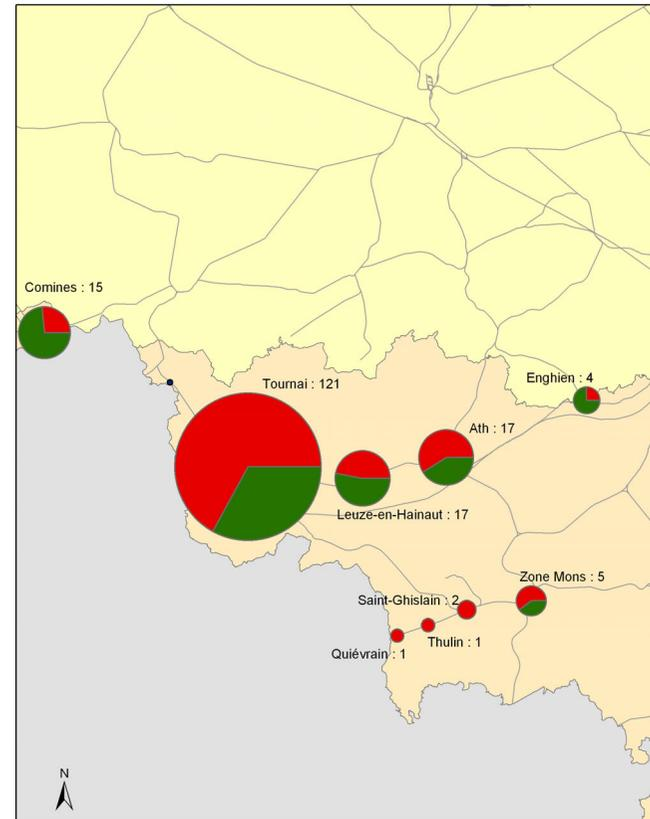 Comines : 15
Enghien : 4
Tournai : 121
Ath : 17
Leuze-en-Hainaut : 17
Zone Mons : 5
Saint-Ghislain : 2
Thulin : 1
Quiévrain : 1
N